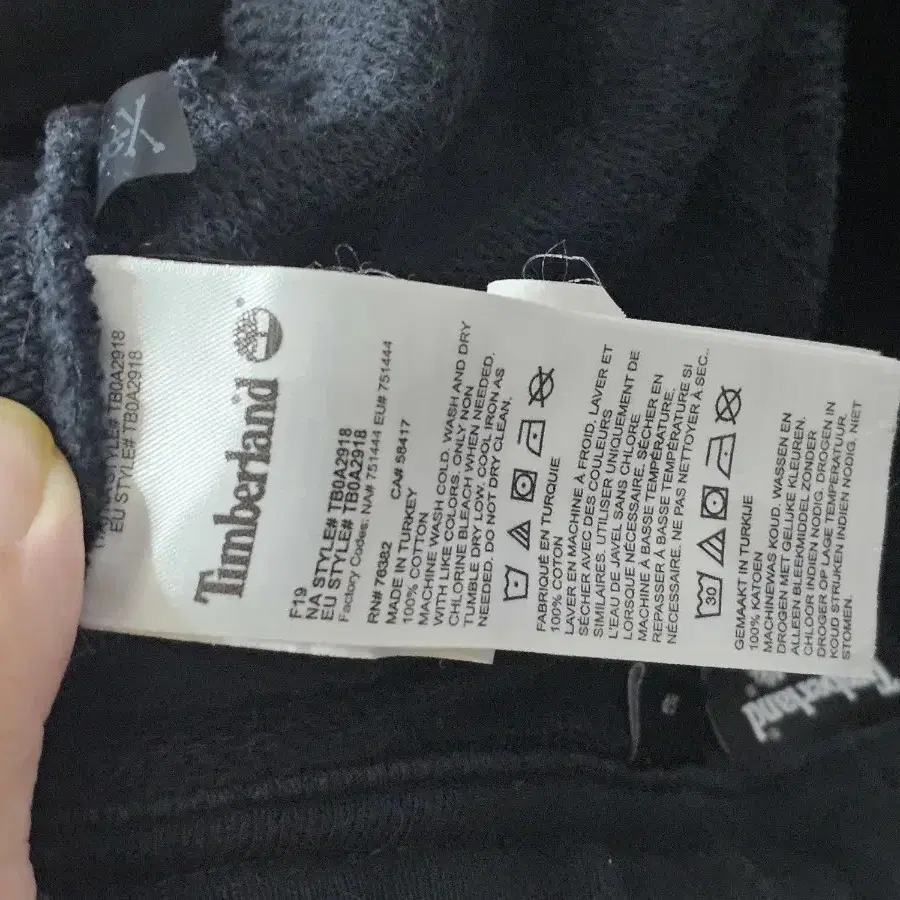 EU STYLE# TB0A2918
Timberland
F19
NA STYLE# TB0A2918
EU STYLE# TB0A2918
Factory Codes: NA# 751444 EU# 751444
RN# 76382 CA# 58417
MADE IN TURKEY
100% COTTON
MACHINE WASH COLD. WASH AND DRY
WITH LIKE COLORS. ONLY NON
CHLORINE BLEACH WHEN NEEDED.
TUMBLE DRY LOW. COOL IRON AS
NEEDED. DO NOT DRY CLEAN.
FABRIQUÉ EN TURQUIE
100% COTON
LAVER EN MACHINE A FROID, LAVER ET
SÉCHER AVEC DES COULEURS
SIMILAIRES. UTILISER UNIQUEMENT DE
L'EAU DE JAVEL SANS CHLORE
LORSQUE NÉCESSAIRE. SÉCHER EN
MACHINE À BASSE TEMPÉRATURE.
REPASSER À BASSE TEMPÉRATURE SI
NÉCESSAIRE. NE PAS NETTOYER À SEC..
30
GEMAAKT IN TURKIJE
100% KATOEN
MACHINEWAS KOUD. WASSEN EN
DROGEN MET GELIJKE KLEUREN.
ALLEEN BLEEKMIDDEL ZONDER
CHLOOR INDIEN NODIG. DROGEN IN
DROGER OP LAGE TEMPERATUUR.
KOUD STRIJKEN INDIEN NODIG. NIET
STOMEN.
Timberland